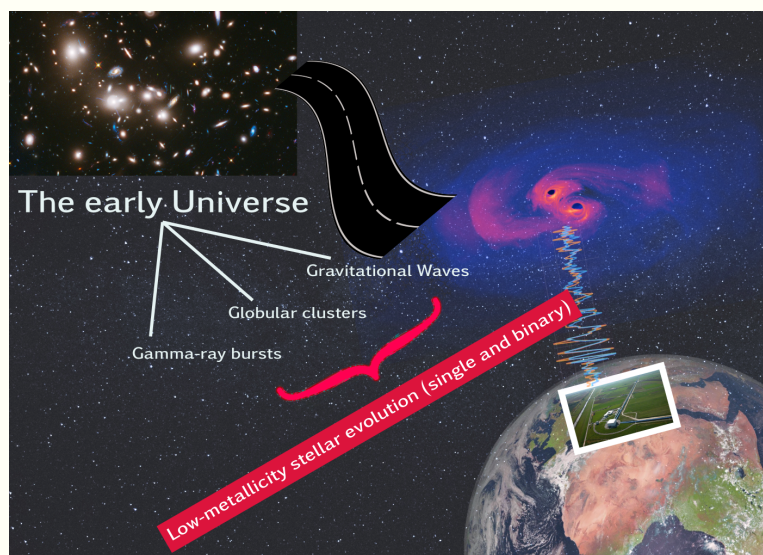 The early Universe
Gravitational Waves
Globular clusters
Gamma-ray bursts
Low-metallicity stellar evolution (single and binary)